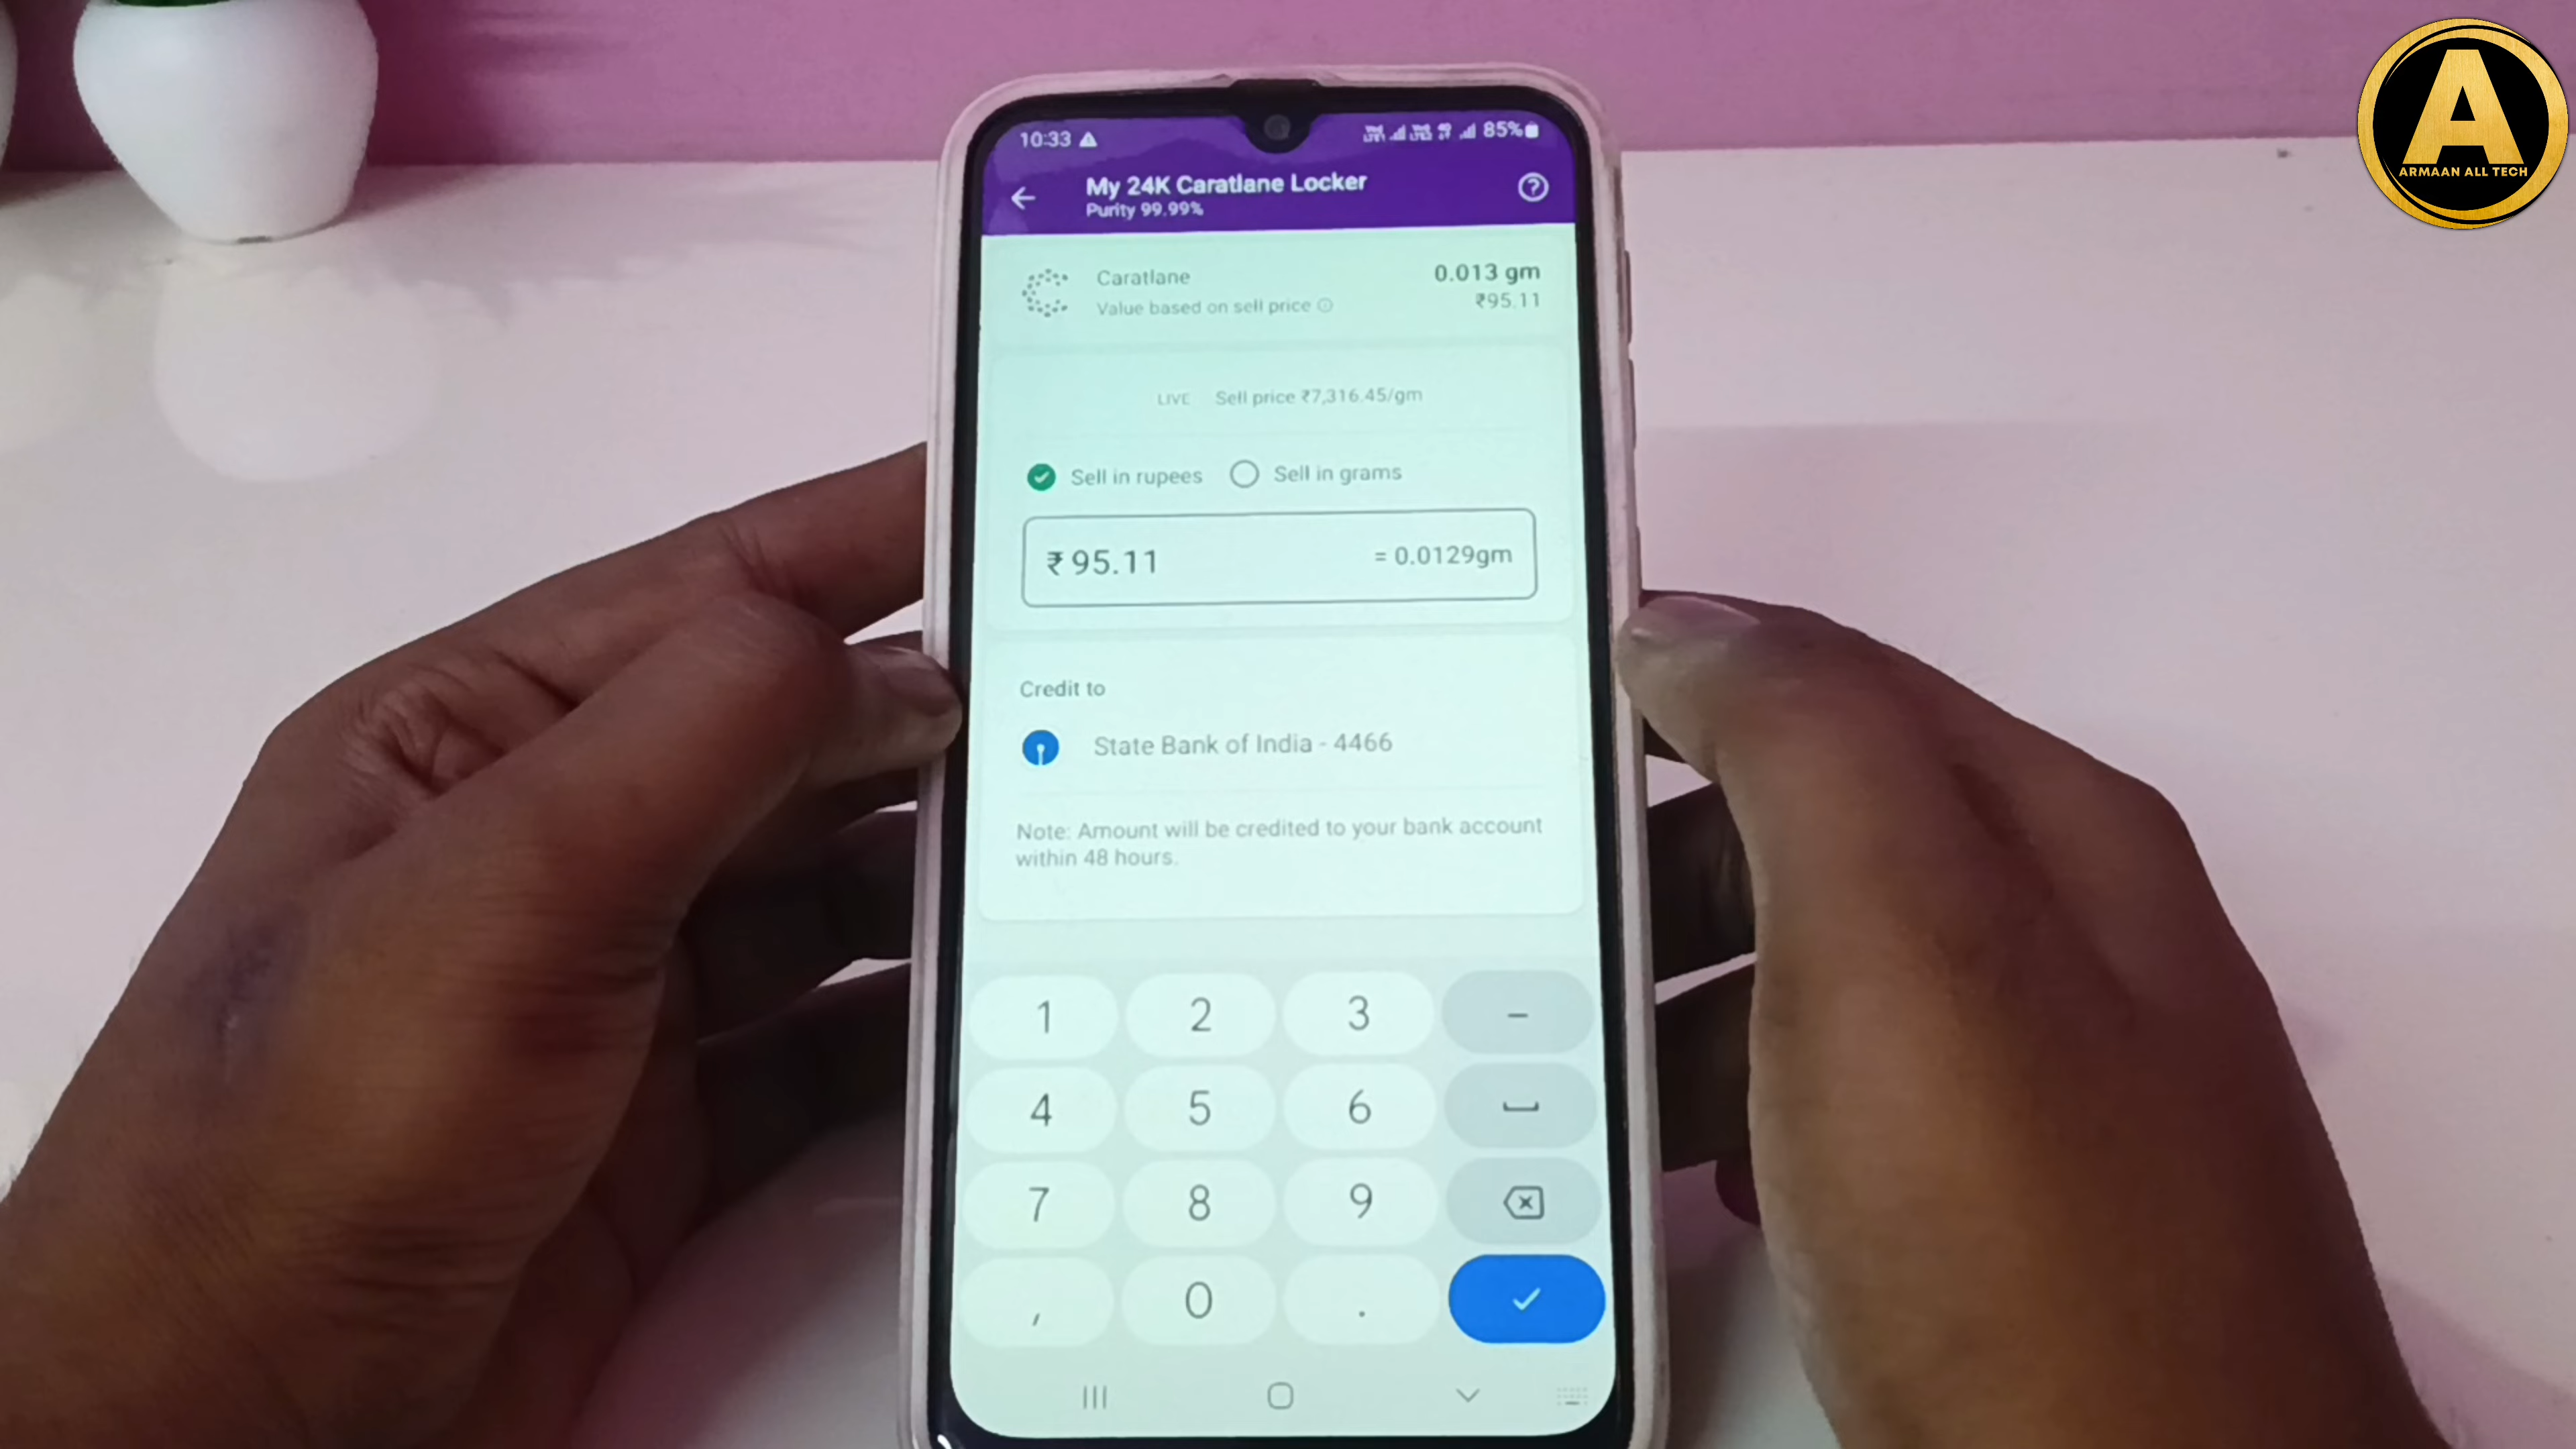 A
ARMAAN ALL TECH
10:33
85%
My 24K Caratlane Locker
Purity 99.99%
Caratlane
0.013 gm
Value based on sell price
₹95.11
LIVE Sell price ₹7,316.45/gm
Sell in rupees Sell in grams
₹ 95.11 = 0.0129gm
Credit to
State Bank of India - 4466
Note: Amount will be credited to your bank account
within 48 hours.
1 2 3 –
4 5 6
7 8 9
, 0 .